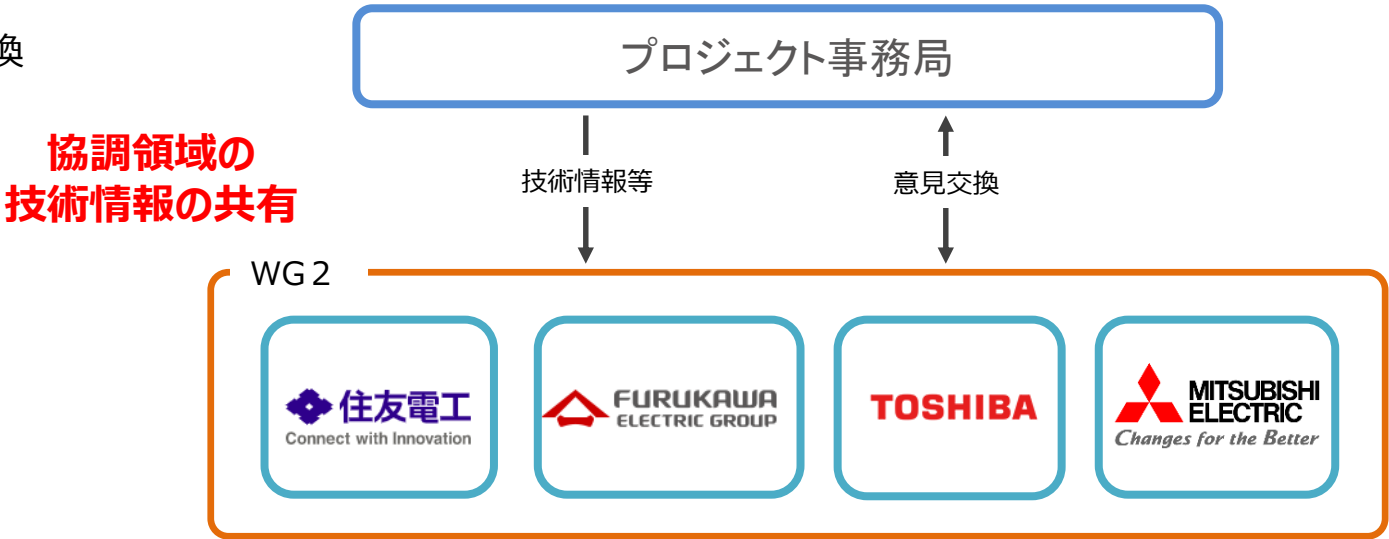 換
プロジェクト事務局
協調領域の
技術情報の共有
技術情報等
意見交換
WG2
住友電工
Connect with Innovation
FURUKAWA
ELECTRIC GROUP
TOSHIBA
MITSUBISHI
ELECTRIC
Changes for the Better